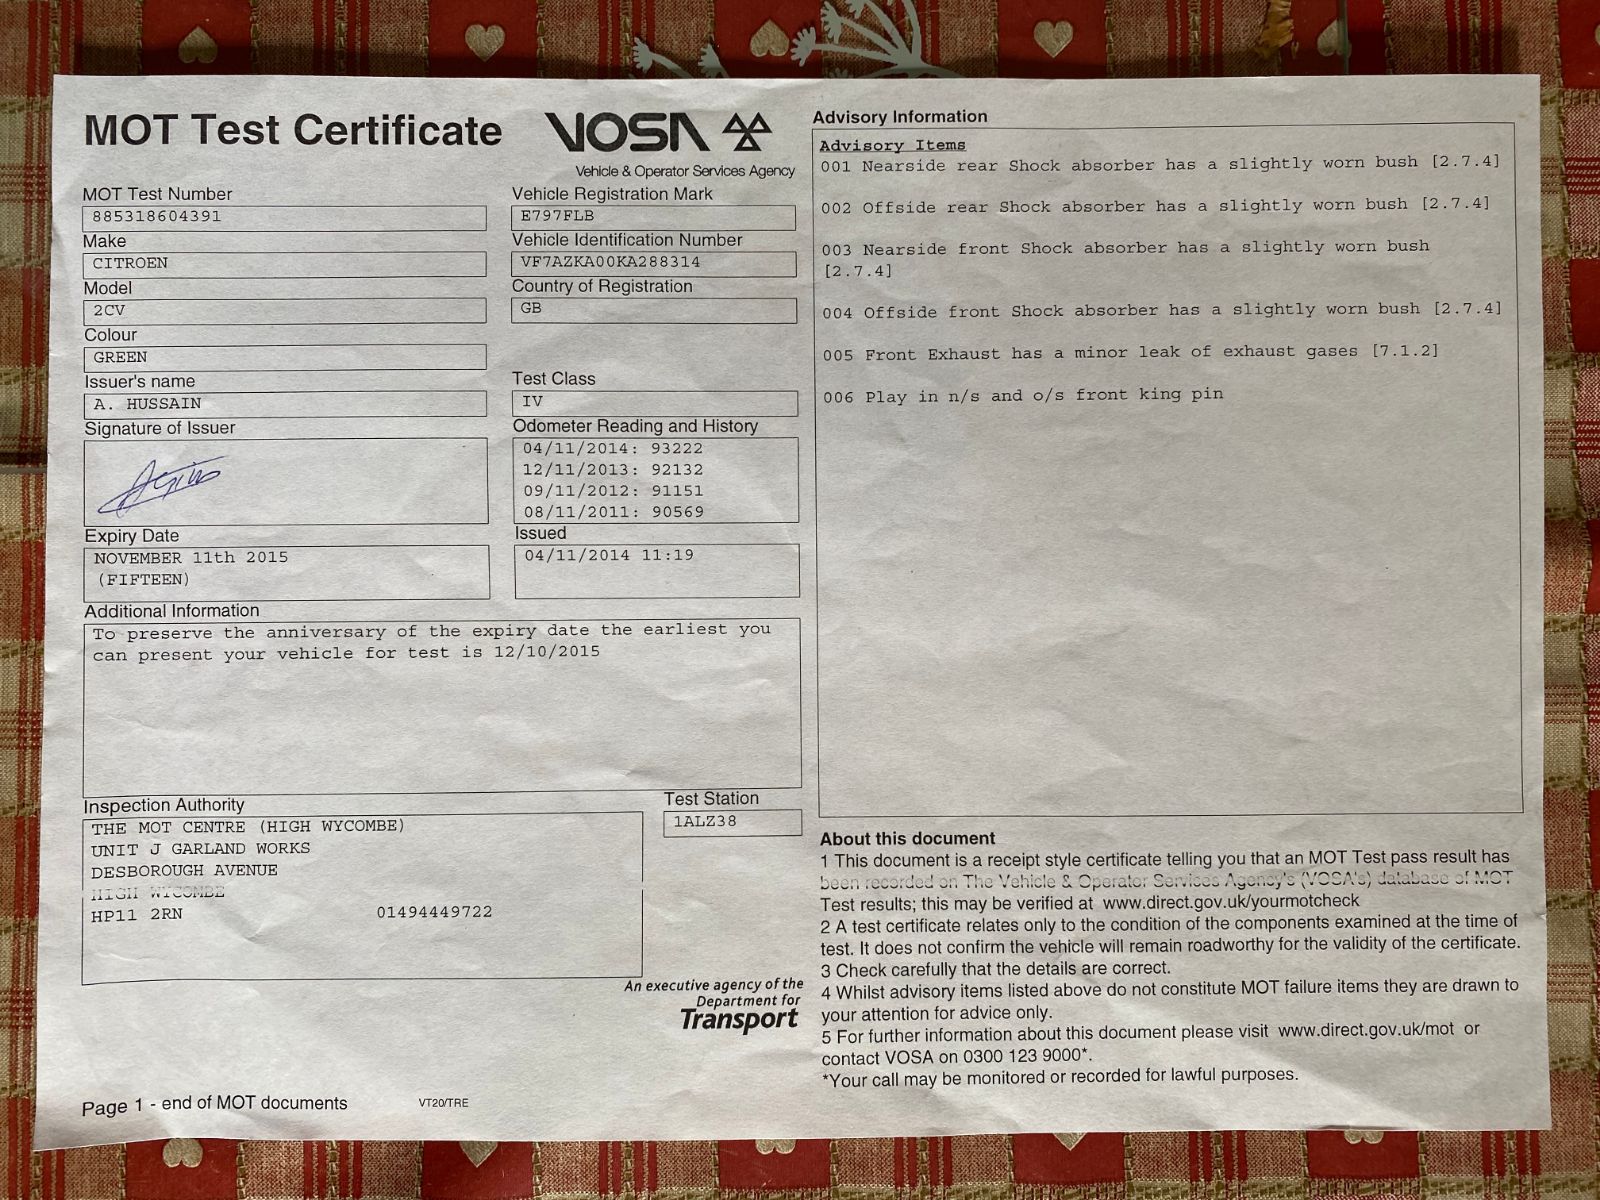 MOT Test Certificate
VOSA
Vehicle & Operator Services Agency
MOT Test Number
885318604391
Vehicle Registration Mark
E797FLB
Make
CITROEN
Vehicle Identification Number
VF7AZKA00KA288314
Model
2CV
Country of Registration
GB
Colour
GREEN
Issuer's name
A. HUSSAIN
Test Class
IV
Signature of Issuer
Odometer Reading and History
04/11/2014: 93222
12/11/2013: 92132
09/11/2012: 91151
08/11/2011: 90569
Expiry Date
NOVEMBER 11th 2015
(FIFTEEN)
Issued
04/11/2014 11:19
Additional Information
To preserve the anniversary of the expiry date the earliest you
can present your vehicle for test is 12/10/2015
Inspection Authority
THE MOT CENTRE (HIGH WYCOMBE)
UNIT J GARLAND WORKS
DESBOROUGH AVENUE
HIGH WYCOMBE
HP11 2RN 01494449722
Test Station
1ALZ38
An executive agency of the
Department for
Transport
Page 1 - end of MOT documents
VT20/TRE
Advisory Information
Advisory Items
001 Nearside rear Shock absorber has a slightly worn bush [2.7.4]
002 Offside rear Shock absorber has a slightly worn bush [2.7.4]
003 Nearside front Shock absorber has a slightly worn bush
[2.7.4]
004 Offside front Shock absorber has a slightly worn bush [2.7.4]
005 Front Exhaust has a minor leak of exhaust gases [7.1.2]
006 Play in n/s and o/s front king pin
About this document
1 This document is a receipt style certificate telling you that an MOT Test pass result has
been recorded on The Vehicle & Operator Services Agency's (VOSA's) database of MOT
Test results; this may be verified at www.direct.gov.uk/yourmotcheck
2 A test certificate relates only to the condition of the components examined at the time of
test. It does not confirm the vehicle will remain roadworthy for the validity of the certificate.
3 Check carefully that the details are correct.
4 Whilst advisory items listed above do not constitute MOT failure items they are drawn to
your attention for advice only.
5 For further information about this document please visit www.direct.gov.uk/mot or
contact VOSA on 0300 123 9000*.
*Your call may be monitored or recorded for lawful purposes.